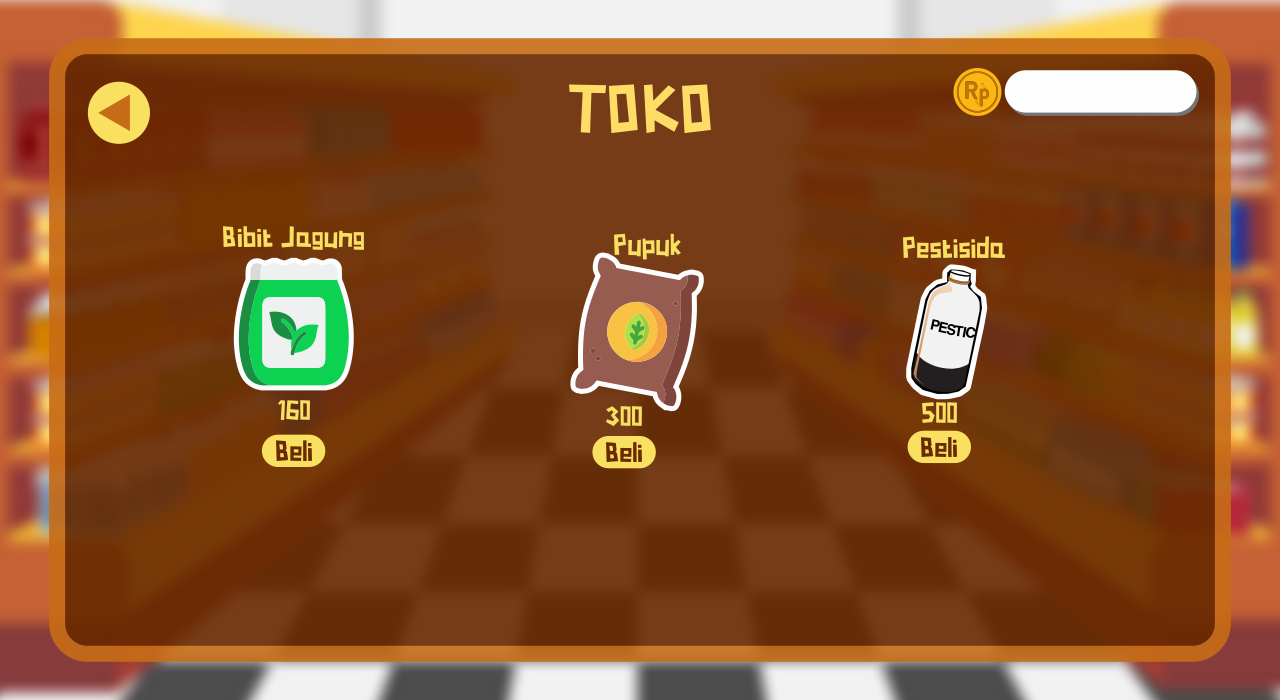 TOKO
Rp
Bibit Jagung
Pupuk
Pestisida
PESTIC
160
300
500
Beli
Beli
Beli